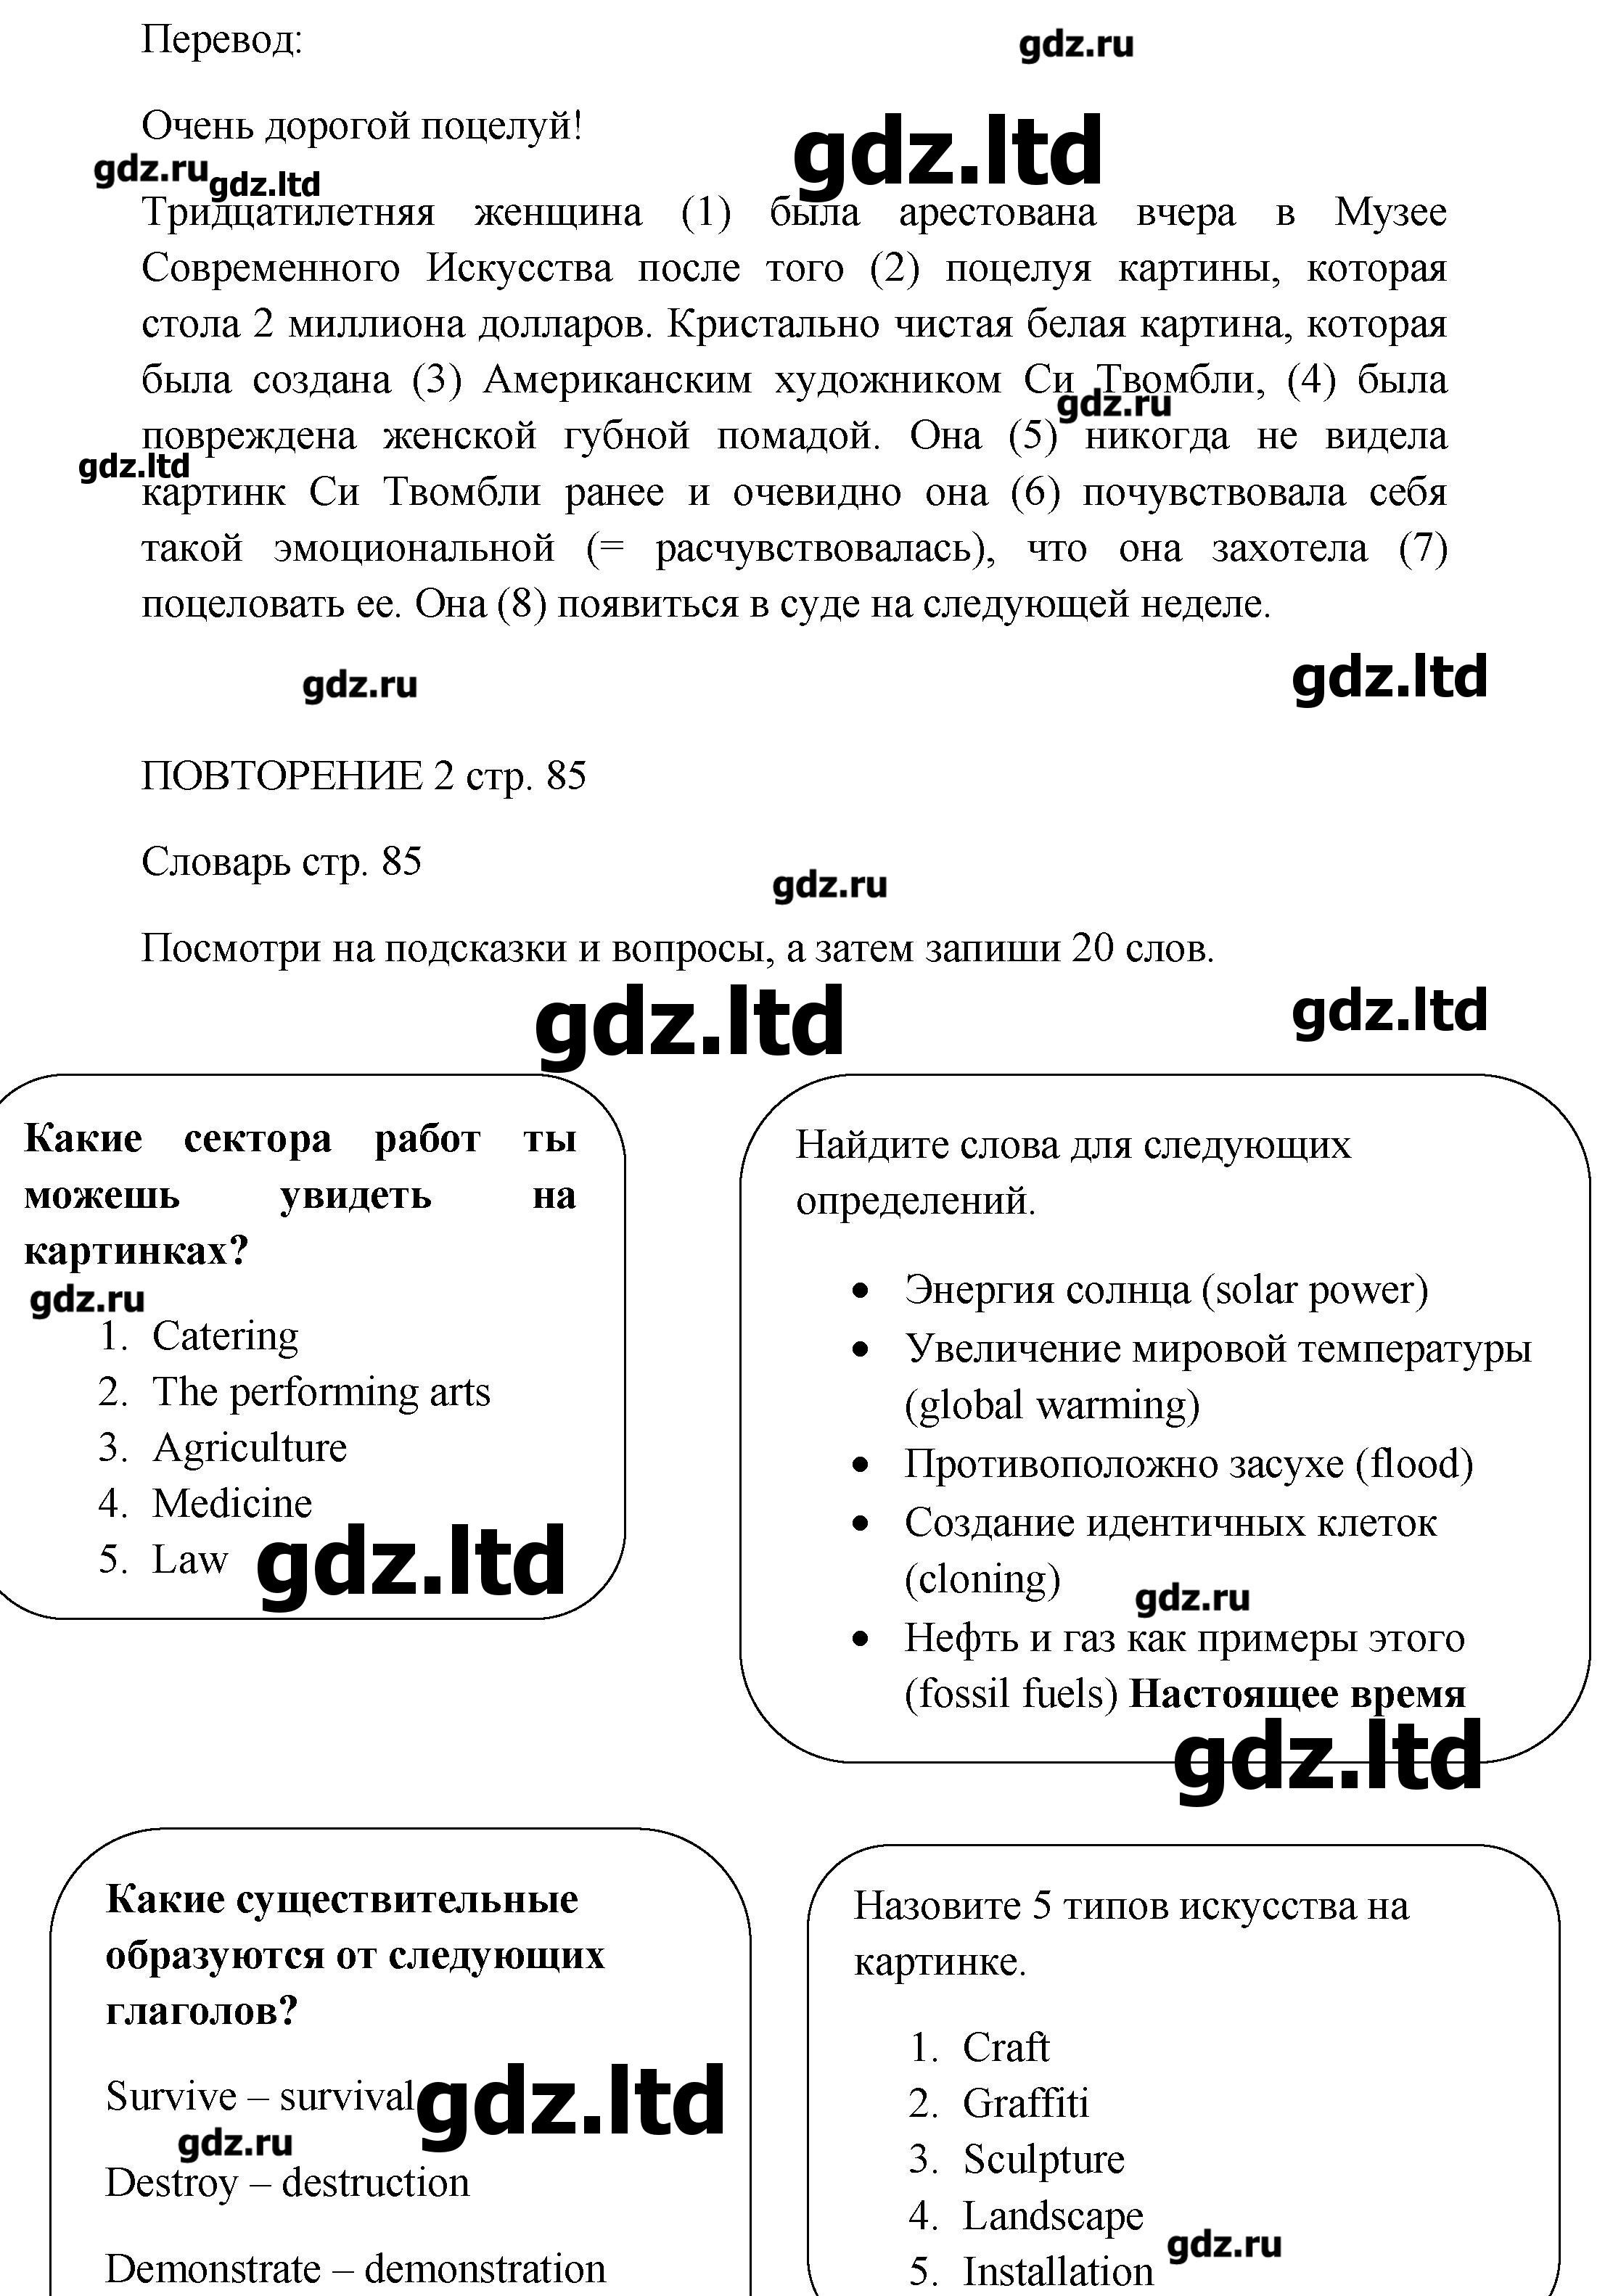 Перевод:
gdz.ru
Очень дорогой поцелуй!
gdz.ltd
gdz.ru
gdz.ltd
Тридцатилетняя женщина (1) была арестована вчера в Музее
Современного Искусства после того (2) поцелуя картины, которая
стола 2 миллиона долларов. Кристально чистая белая картина, которая
была создана (3) Американским художником Си Твомбли, (4) была
gdz.ru
повреждена женской губной помадой. Она (5) никогда не видела
gdz.ltd
картинк Си Твомбли ранее и очевидно она (6) почувствовала себя
такой эмоциональной (= расчувствовалась), что она захотела (7)
поцеловать ее. Она (8) появиться в суде на следующей неделе.
gdz.ltd
gdz.ru
ПОВТОРЕНИЕ 2 стр. 85
Словарь стр. 85
gdz.ru
Посмотри на подсказки и вопросы, а затем запиши 20 слов.
gdz.ltd
gdz.ltd
Какие сектора работ ты
можешь увидеть на
картинках?
gdz.ru
1. Catering
2. The performing arts
3. Agriculture
4. Medicine
5. Law
gdz.ltd
Найдите слова для следующих
определений.
• Энергия солнца (solar power)
• Увеличение мировой температуры
(global warming)
• Противоположно засухе (flood)
• Создание идентичных клеток
(cloning)
gdz.ru
• Нефть и газ как примеры этого
(fossil fuels) Настоящее время
gdz.ltd
Какие существительные
образуются от следующих
глаголов?
Survive – survival
gdz.ltd
gdz.ru
Destroy – destruction
Demonstrate – demonstration
Назовите 5 типов искусства на
картинке.
1. Craft
2. Graffiti
3. Sculpture
4. Landscape
gdz.ru
5. Installation